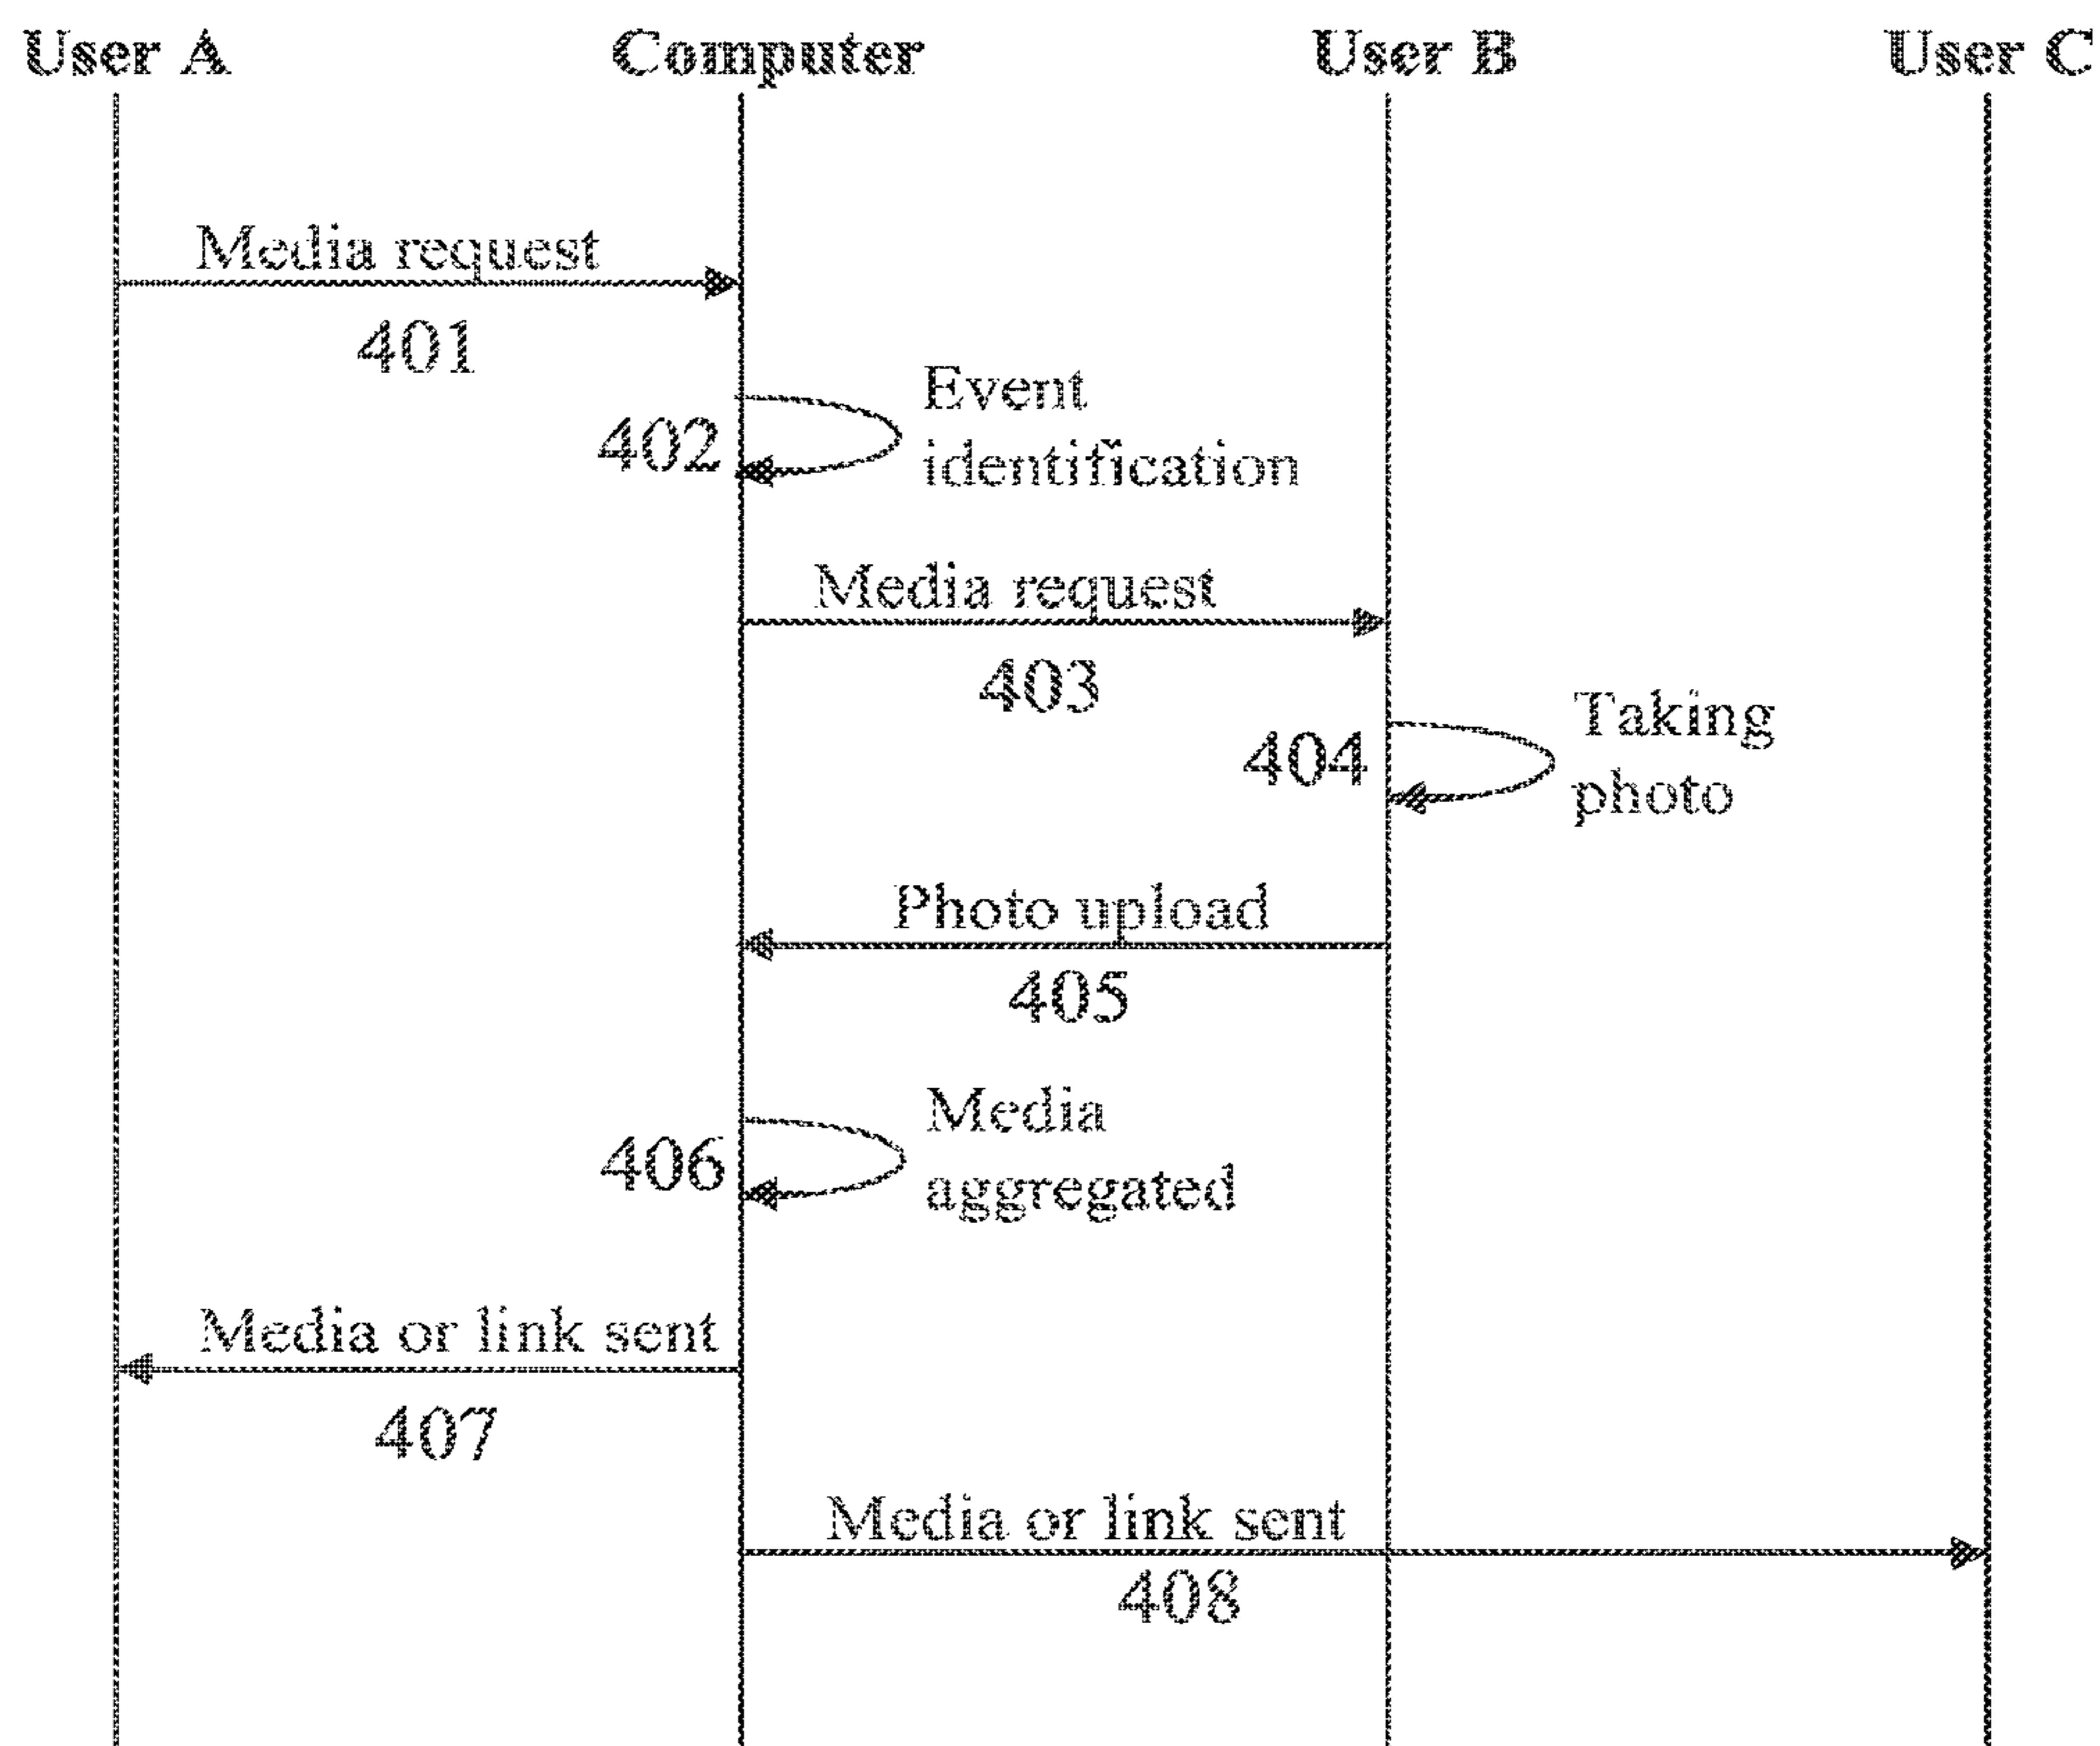 User A Computer User B User C
Media request
401
Event
402
identification
Media request
403
Taking
404
photo
Photo upload
405
Media
406
aggregated
Media or link sent
407
Media or link sent
408